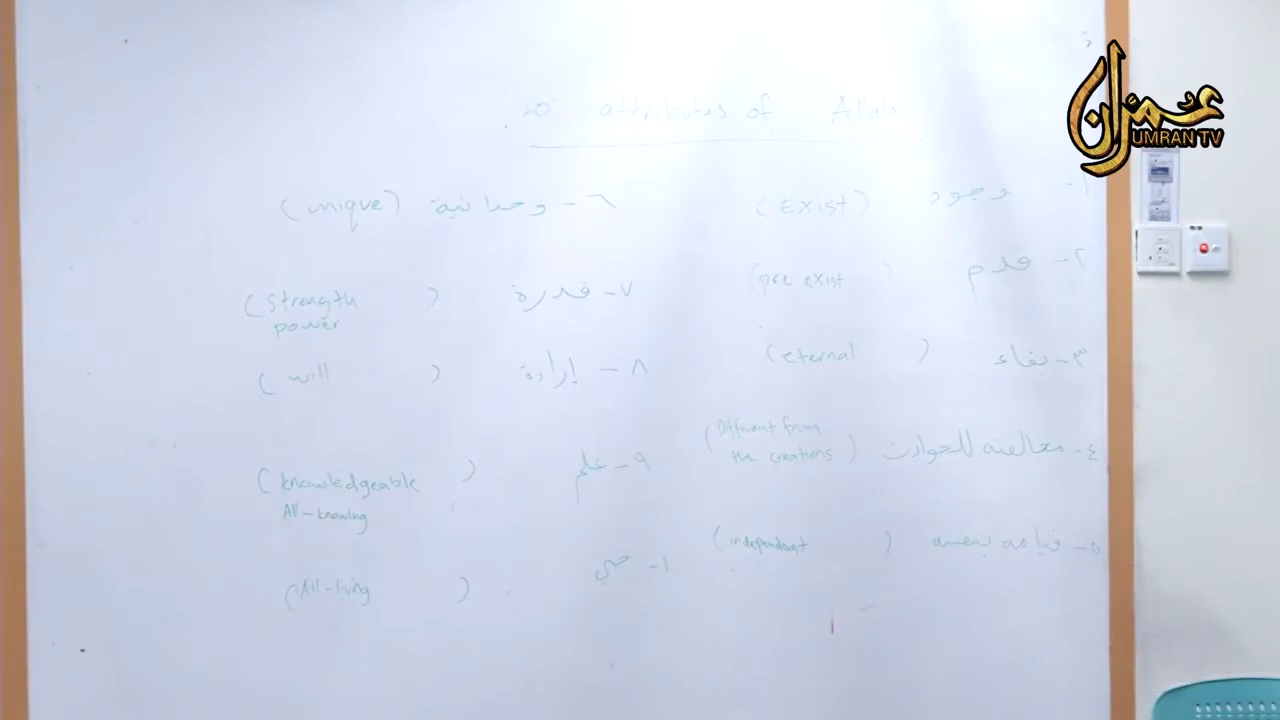 20 attributes of Allah
١- وجود (Exist)
٢- قدم (pre exist)
٣- بقاء (eternal)
٤- مخالفته للحوادث (Different from the creations)
٥- قيامه بنفسه (independant)
٦- وحدانية (unique)
٧- قدرة (strength
power)
٨- إرادة (will)
٩- علم (knowledgeable)
All-knowing
١٠- حي (All-living)
عمران
UMRAN TV